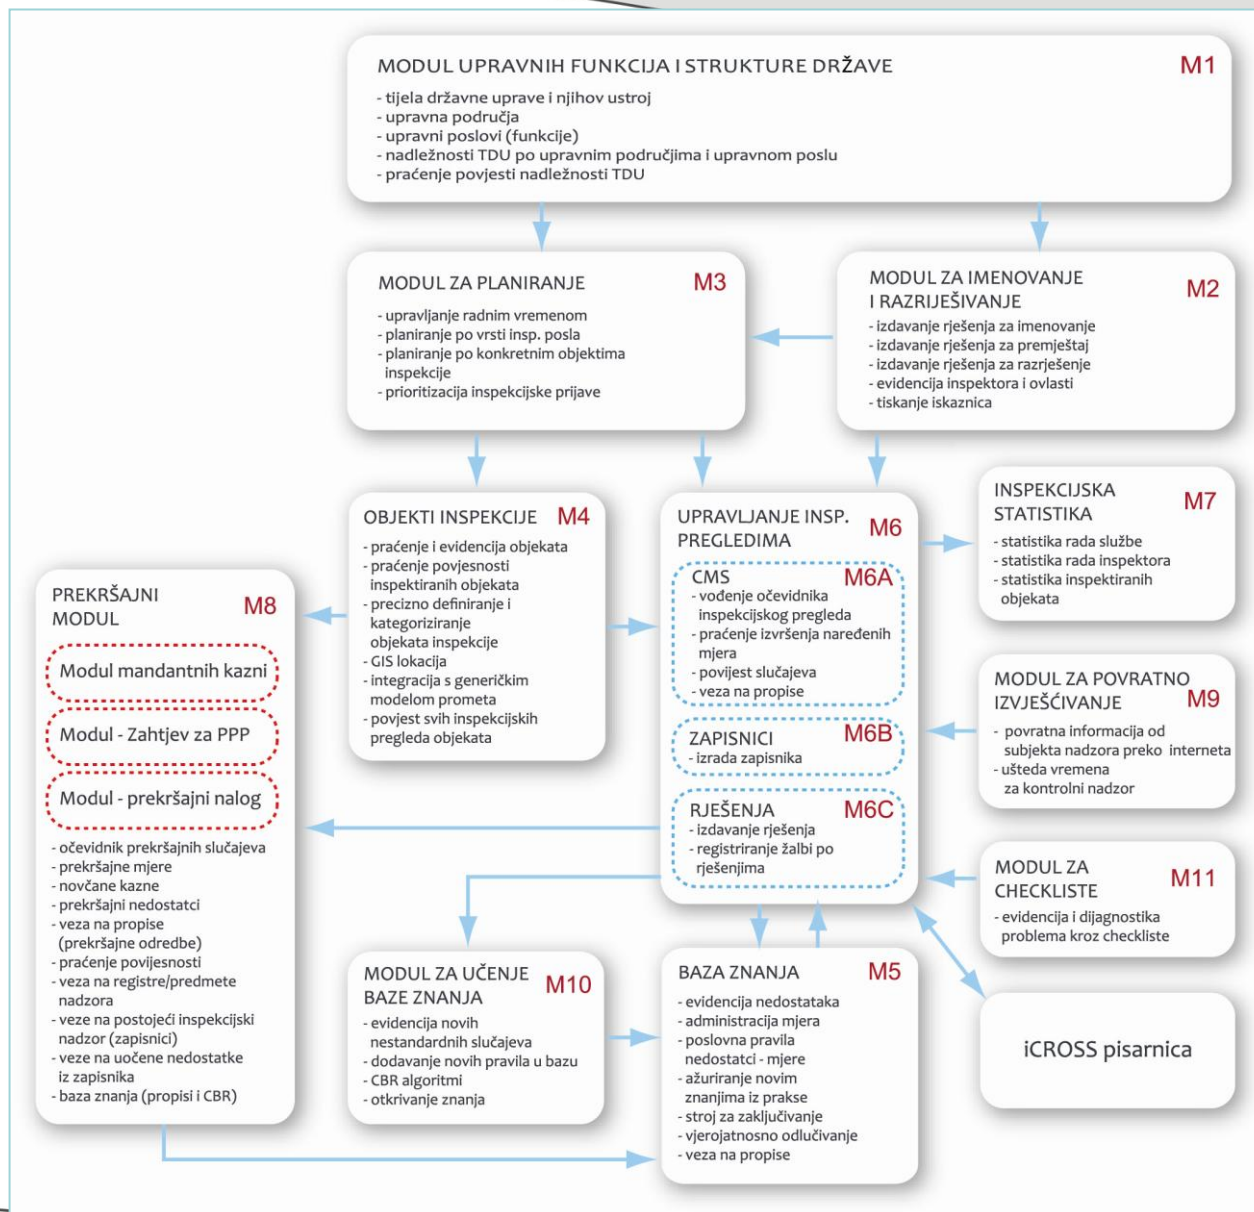 MODUL UPRAVNIH FUNKCIJA I STRUKTURE DRŽAVE
M1
- tijela državne uprave i njihov ustroj
- upravna područja
- upravni poslovi (funkcije)
- nadležnosti TDU po upravnim područjima i upravnom poslu
- praćenje povjesti nadležnosti TDU
MODUL ZA PLANIRANJE
M3
- upravljanje radnim vremenom
- planiranje po vrsti insp. posla
- planiranje po konkretnim objektima
inspekcije
- prioritizacija inspekcijske prijave
MODUL ZA IMENOVANJE
I RAZRIJEŠIVANJE
M2
- izdavanje rješenja za imenovanje
- izdavanje rješenja za premještaj
- izdavanje rješenja za razrješenje
- evidencija inspektora i ovlasti
- tiskanje iskaznica
OBJEKTI INSPEKCIJE
M4
- praćenje i evidencija objekata
- praćenje povjesnosti
inspektiranih objekata
- precizno definiranje i
kategoriziranje
objekata inspekcije
- GIS lokacija
- integracija s generičkim
modelom prometa
- povjest svih inspekcijskih
pregleda objekata
UPRAVLJANJE INSP.
PREGLEDIMA
M6
CMS
M6A
- vođenje očevidnika
inspekcijskog pregleda
- praćenje izvršenja naređenih
mjera
- povijest slučajeva
- veza na propise
ZAPISNICI
M6B
- izrada zapisnika
RJEŠENJA
M6C
- izdavanje rješenja
- registriranje žalbi po
rješenjima
INSPEKCIJSKA
STATISTIKA
M7
- statistika rada službe
- statistika rada inspektora
- statistika inspektiranih
objekata
PREKRŠAJNI
MODUL
M8
Modul mandantnih kazni
Modul - Zahtjev za PPP
Modul - prekršajni nalog
- očevidnik prekršajnih slučajeva
- prekršajne mjere
- novčane kazne
- prekršajni nedostatci
- veza na propise
(prekršajne odredbe)
- praćenje povijesnosti
- veza na registre/predmete
nadzora
- veze na postojeći inspekcijski
nadzor (zapisnici)
- veze na uočene nedostatke
iz zapisnika
- baza znanja (propisi i CBR)
MODUL ZA POVRATNO
IZVJEŠĆIVANJE
M9
- povratna informacija od
subjekta nadzora preko interneta
- ušteda vremena
za kontrolni nadzor
MODUL ZA
CHECKLISTE
M11
- evidencija i dijagnostika
problema kroz checkliste
MODUL ZA UČENJE
BAZE ZNANJA
M10
- evidencija novih
nestandardnih slučajeva
- dodavanje novih pravila u bazu
- CBR algoritmi
- otkrivanje znanja
BAZA ZNANJA
M5
- evidencija nedostataka
- administracija mjera
- poslovna pravila
nedostatci - mjere
- ažuriranje novim
znanjima iz prakse
- stroj za zaključivanje
- vjerojatnosno odlučivanje
- veza na propise
iCROSS pisarnica